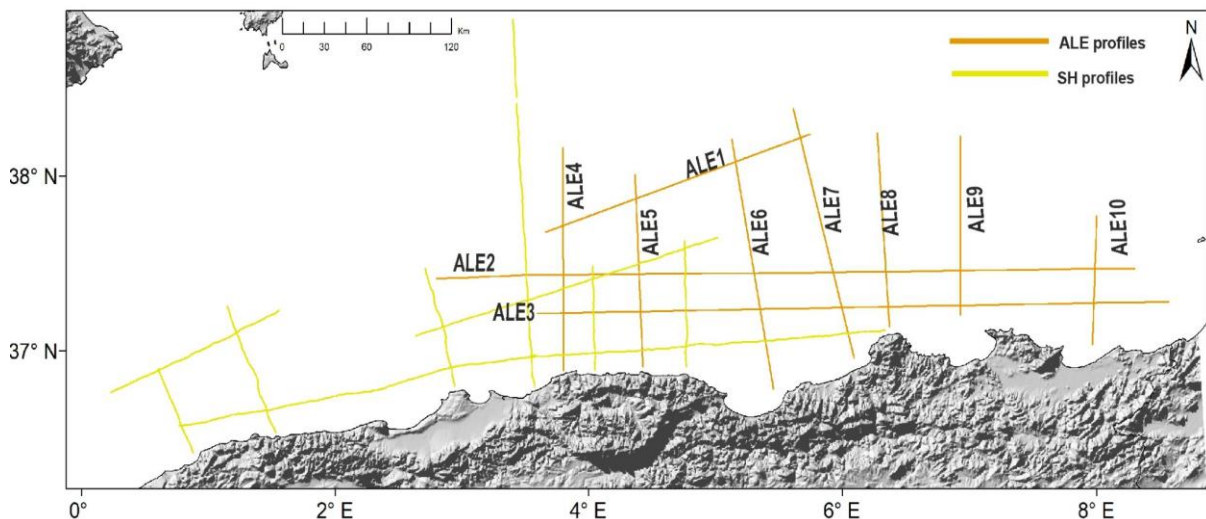 Km
0 30 60 120
N
ALE profiles
SH profiles
38° N
ALE1
ALE4
ALE5
ALE6
ALE7
ALE8
ALE9
ALE10
ALE2
ALE3
37° N
0° 2° E 4° E 6° E 8° E